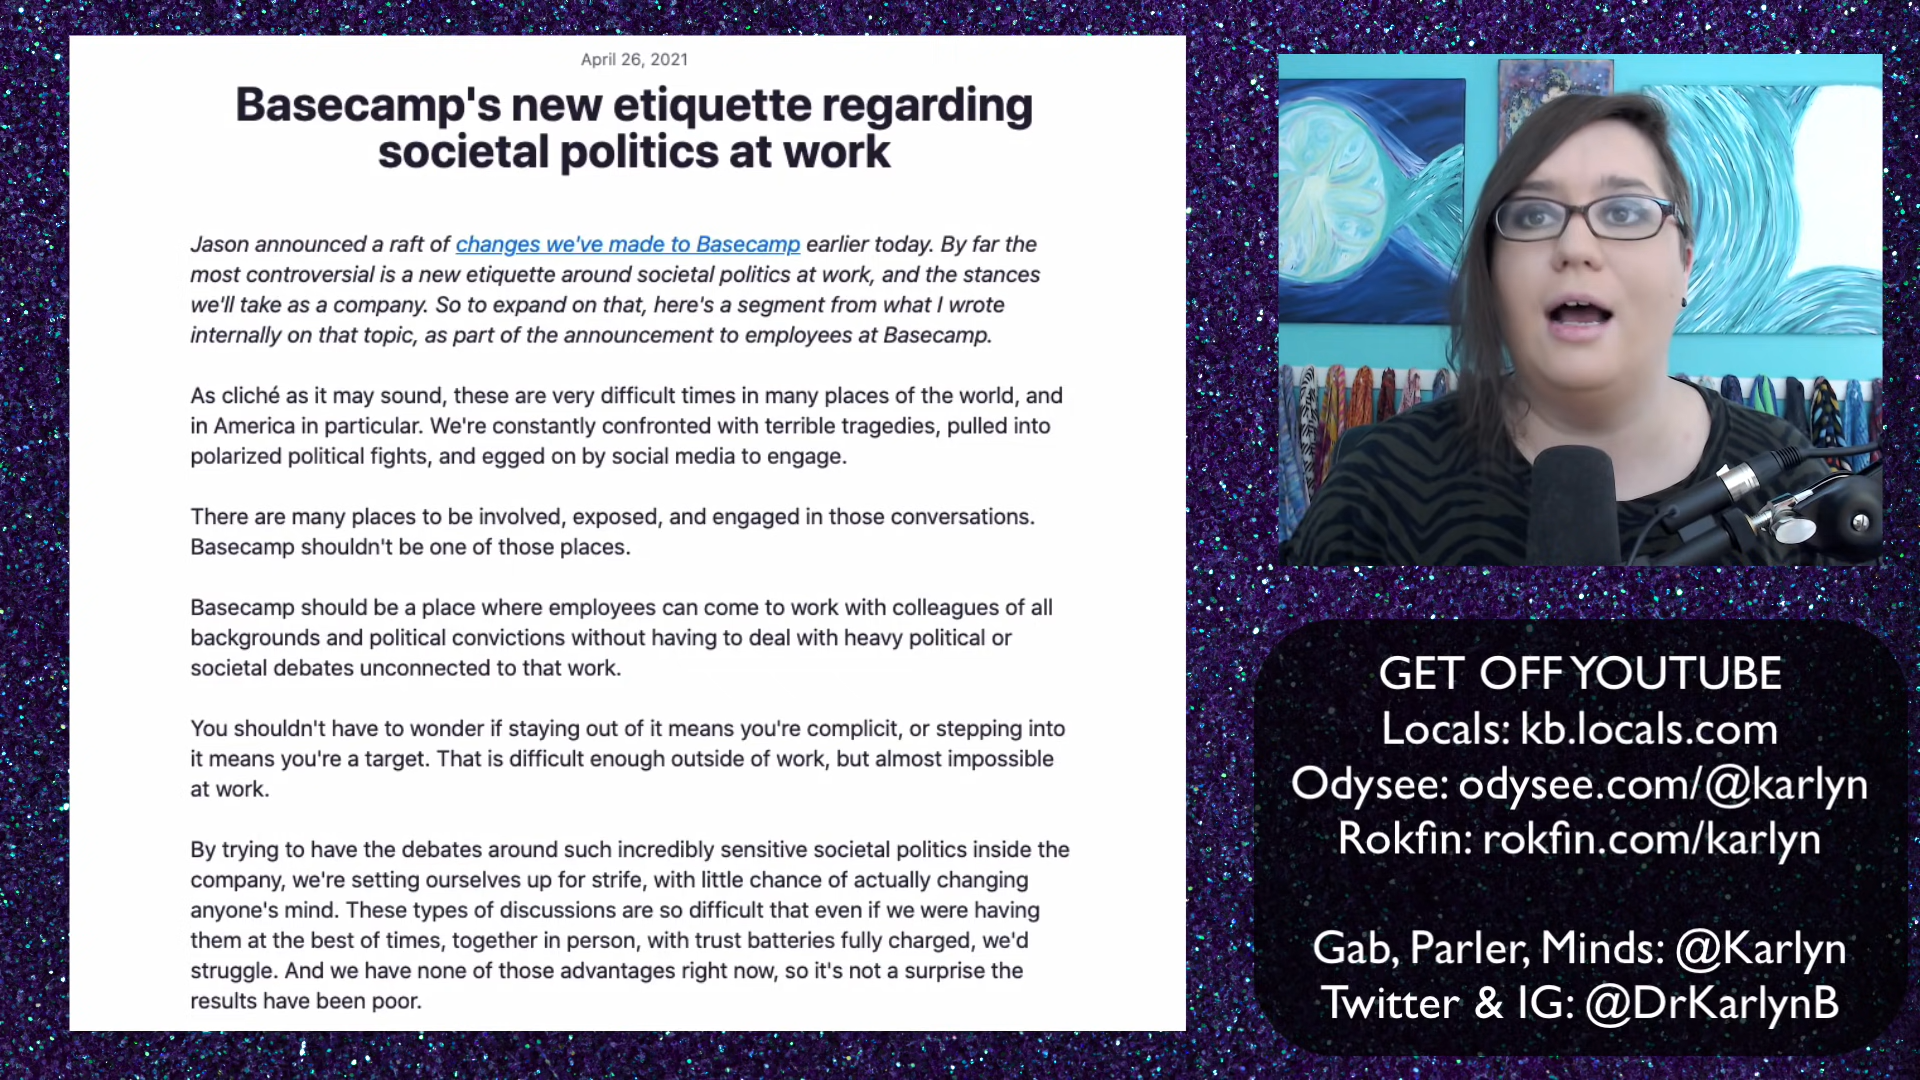 April 26, 2021
Basecamp's new etiquette regarding
societal politics at work
Jason announced a raft of changes we've made to Basecamp earlier today. By far the
most controversial is a new etiquette around societal politics at work, and the stances
we'll take as a company. So to expand on that, here's a segment from what I wrote
internally on that topic, as part of the announcement to employees at Basecamp.
As cliché as it may sound, these are very difficult times in many places of the world, and
in America in particular. We're constantly confronted with terrible tragedies, pulled into
polarized political fights, and egged on by social media to engage.
There are many places to be involved, exposed, and engaged in those conversations.
Basecamp shouldn't be one of those places.
Basecamp should be a place where employees can come to work with colleagues of all
backgrounds and political convictions without having to deal with heavy political or
societal debates unconnected to that work.
You shouldn't have to wonder if staying out of it means you're complicit, or stepping into
it means you're a target. That is difficult enough outside of work, but almost impossible
at work.
By trying to have the debates around such incredibly sensitive societal politics inside the
company, we're setting ourselves up for strife, with little chance of actually changing
anyone's mind. These types of discussions are so difficult that even if we were having
them at the best of times, together in person, with trust batteries fully charged, we'd
struggle. And we have none of those advantages right now, so it's not a surprise the
results have been poor.
GET OFF YOUTUBE
Locals: kb.locals.com
Odysee: odysee.com/@karlyn
Rokfin: rokfin.com/karlyn
Gab, Parler, Minds: @Karlyn
Twitter & IG: @DrKarlynB